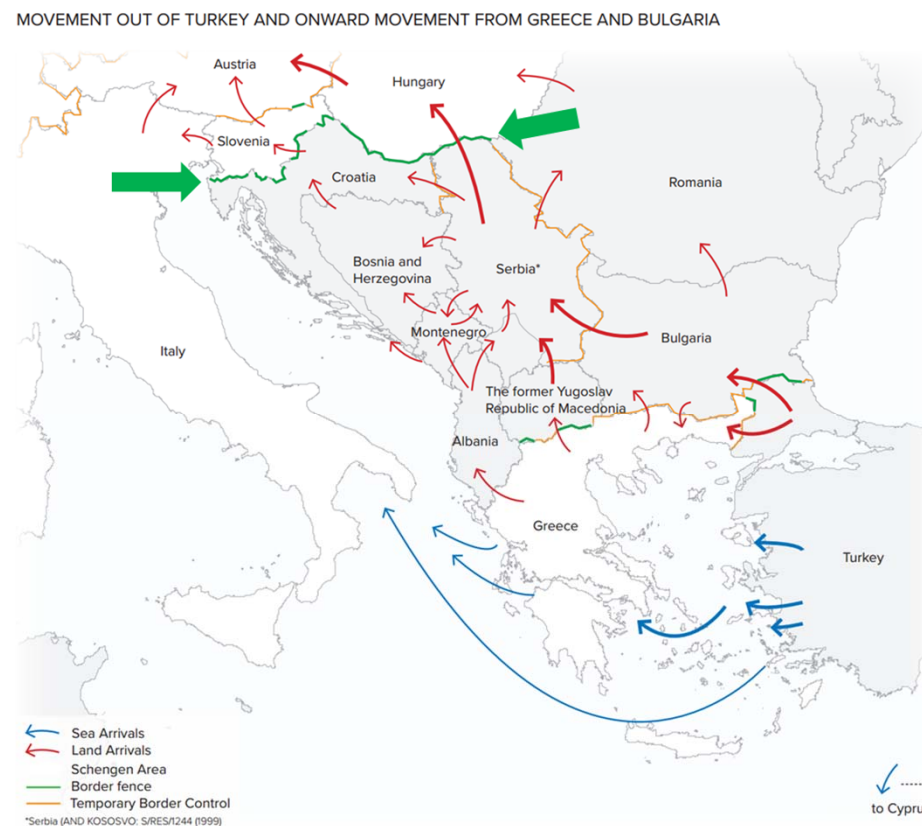 MOVEMENT OUT OF TURKEY AND ONWARD MOVEMENT FROM GREECE AND BULGARIA
Austria
Hungary
Slovenia
Croatia
Romania
Bosnia and
Herzegovina
Serbia*
Montenegro
Bulgaria
Italy
The former Yugoslav
Republic of Macedonia
Albania
Greece
Turkey
Sea Arrivals
Land Arrivals
Schengen Area
Border fence
Temporary Border Control
*Serbia (AND KOSOSVO: S/RES/1244 (1999)
to Cypru